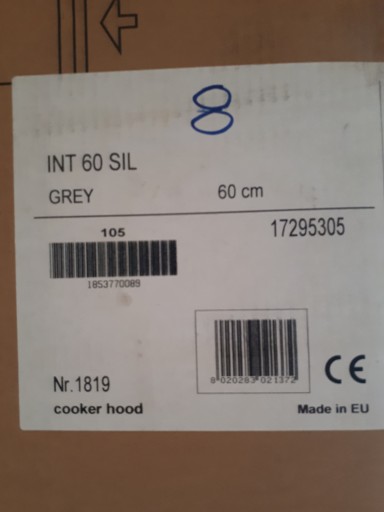 8
INT 60 SIL
GREY 60 cm
105 17295305
1853770089
8 020283 021372
CE
Nr.1819
cooker hood Made in EU